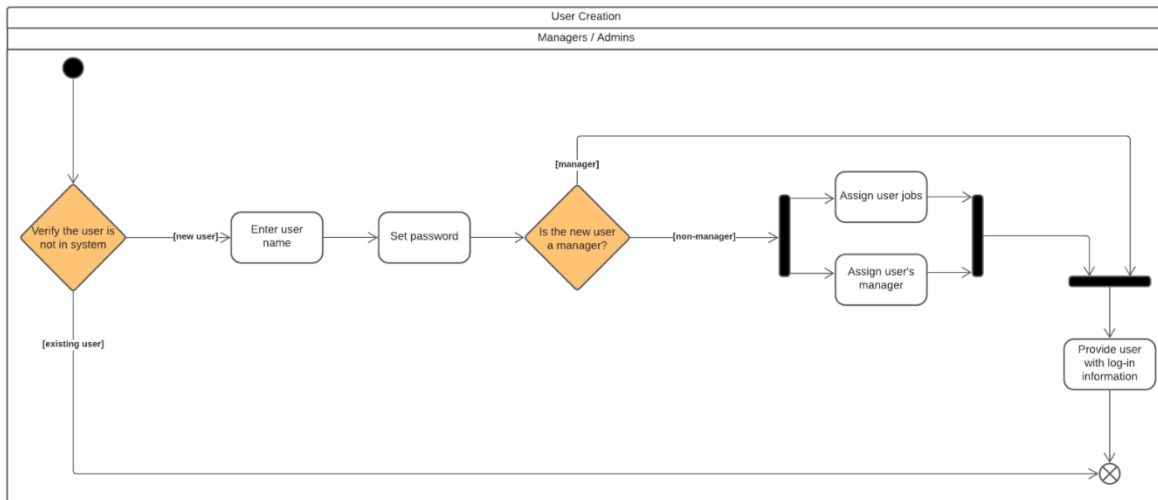 User Creation
Managers / Admins
[manager]
Verify the user is
not in system
[new user]
Enter user
name
Set password
Is the new user
a manager?
[non-manager]
Assign user jobs
Assign user's
manager
[existing user]
Provide user
with log-in
information